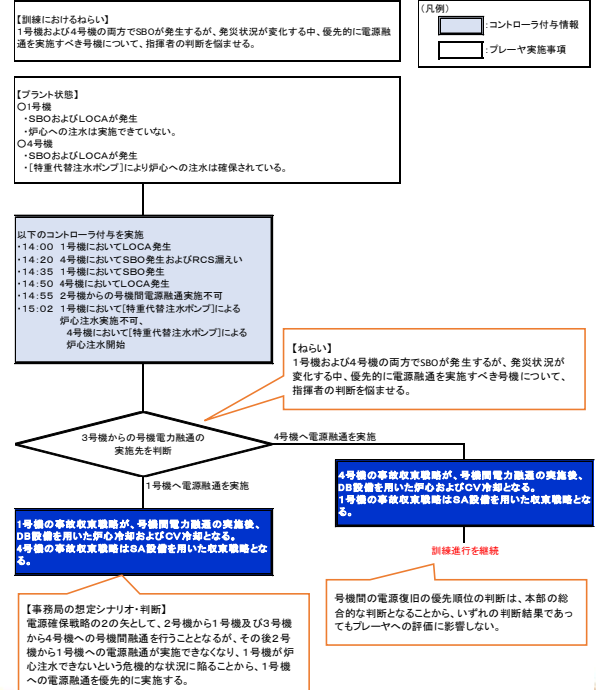 【訓練におけるねらい】
1号機および4号機の両方でSBOが発生するが、発災状況が変化する中、優先的に電源融
通を実施すべき号機について、指揮者の判断を悩ませる。
(凡例)
:コントローラ付与情報
:プレーヤ実施事項
【プラント状態】
○1号機
・SBOおよびLOCAが発生
・炉心への注水は実施できていない。
○4号機
・SBOおよびLOCAが発生
・[特重代替注水ポンプ]により炉心への注水は確保されている。
以下のコントローラ付与を実施
・14:00 1号機においてLOCA発生
・14:20 4号機においてSBO発生およびRCS漏えい
・14:35 1号機においてSBO発生
・14:50 4号機においてLOCA発生
・14:55 2号機からの号機間電源融通実施不可
・15:02 1号機において[特重代替注水ポンプ]による
炉心注水実施不可、
4号機において[特重代替注水ポンプ]による
炉心注水開始
【ねらい】
1号機および4号機の両方でSBOが発生するが、発災状況が
変化する中、優先的に電源融通を実施すべき号機について、
指揮者の判断を悩ませる。
3号機からの号機電力融通の
実施先を判断
4号機へ電源融通を実施
1号機へ電源融通を実施
4号機の事故収束戦略が、号機間電力融通の実施後、
DB設備を用いた炉心およびCV冷却となる。
1号機の事故収束戦略はSA設備を用いた収束戦略とな
る。
1号機の事故収束戦略が、号機間電力融通の実施後、
DB設備を用いた炉心冷却およびCV冷却となる。
4号機の事故収束戦略はSA設備を用いた収束戦略とな
る。
訓練進行を継続
【事務局の想定シナリオ・判断】
電源確保戦略の2の矢として、2号機から1号機及び3号機
から4号機への号機間融通を行うこととなるが、その後2号
機から1号機への電源融通が実施できなくなり、1号機が炉
心注水できないという危機的な状況に陥ることから、1号機
への電源融通を優先的に実施する。
号機間の電源復旧の優先順位の判断は、本部の総
合的な判断となることから、いずれの判断結果であっ
てもプレーヤへの評価に影響しない。